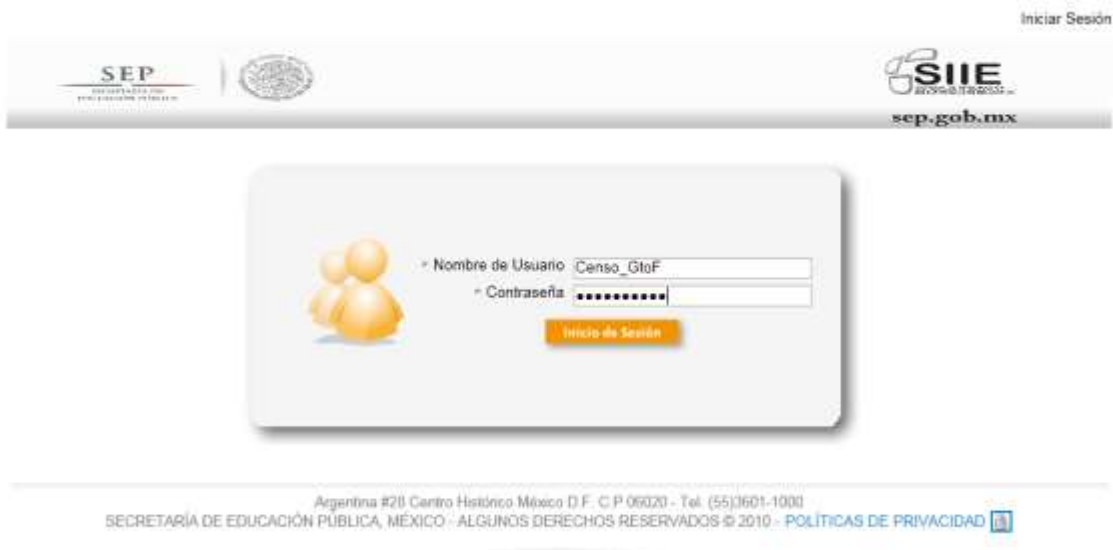 Iniciar Sesión
SEP
SIIE
sep.gob.mx
* Nombre de Usuario Censo_GtoF
* Contraseña ••••••••••
Inicio de Sesión
Argentina #28 Centro Histórico México D.F. C.P 06020 - Tel. (55)3601-1000
SECRETARÍA DE EDUCACIÓN PÚBLICA, MÉXICO - ALGUNOS DERECHOS RESERVADOS © 2010 - POLÍTICAS DE PRIVACIDAD